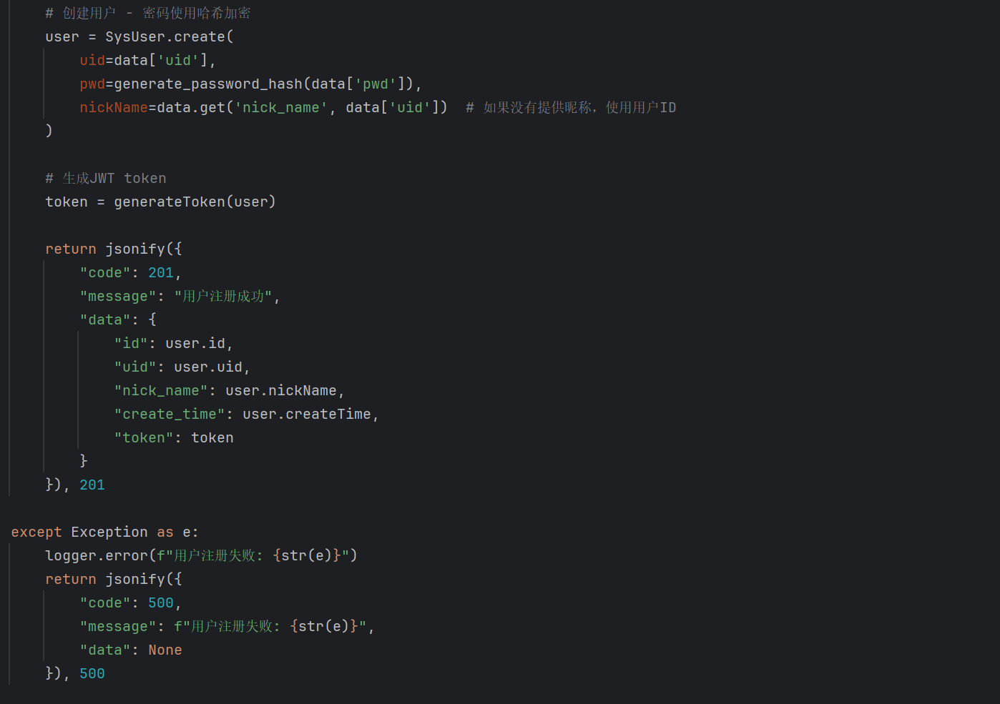 # 创建用户 - 密码使用哈希加密
user = SysUser.create(
uid=data['uid'],
pwd=generate_password_hash(data['pwd']),
nickName=data.get('nick_name', data['uid'])  # 如果没有提供昵称，使用用户ID
)
# 生成JWT token
token = generateToken(user)
return jsonify({
"code": 201,
"message": "用户注册成功",
"data": {
"id": user.id,
"uid": user.uid,
"nick_name": user.nickName,
"create_time": user.createTime,
"token": token
}
}), 201
except Exception as e:
logger.error(f"用户注册失败: {str(e)}")
return jsonify({
"code": 500,
"message": f"用户注册失败: {str(e)}",
"data": None
}), 500